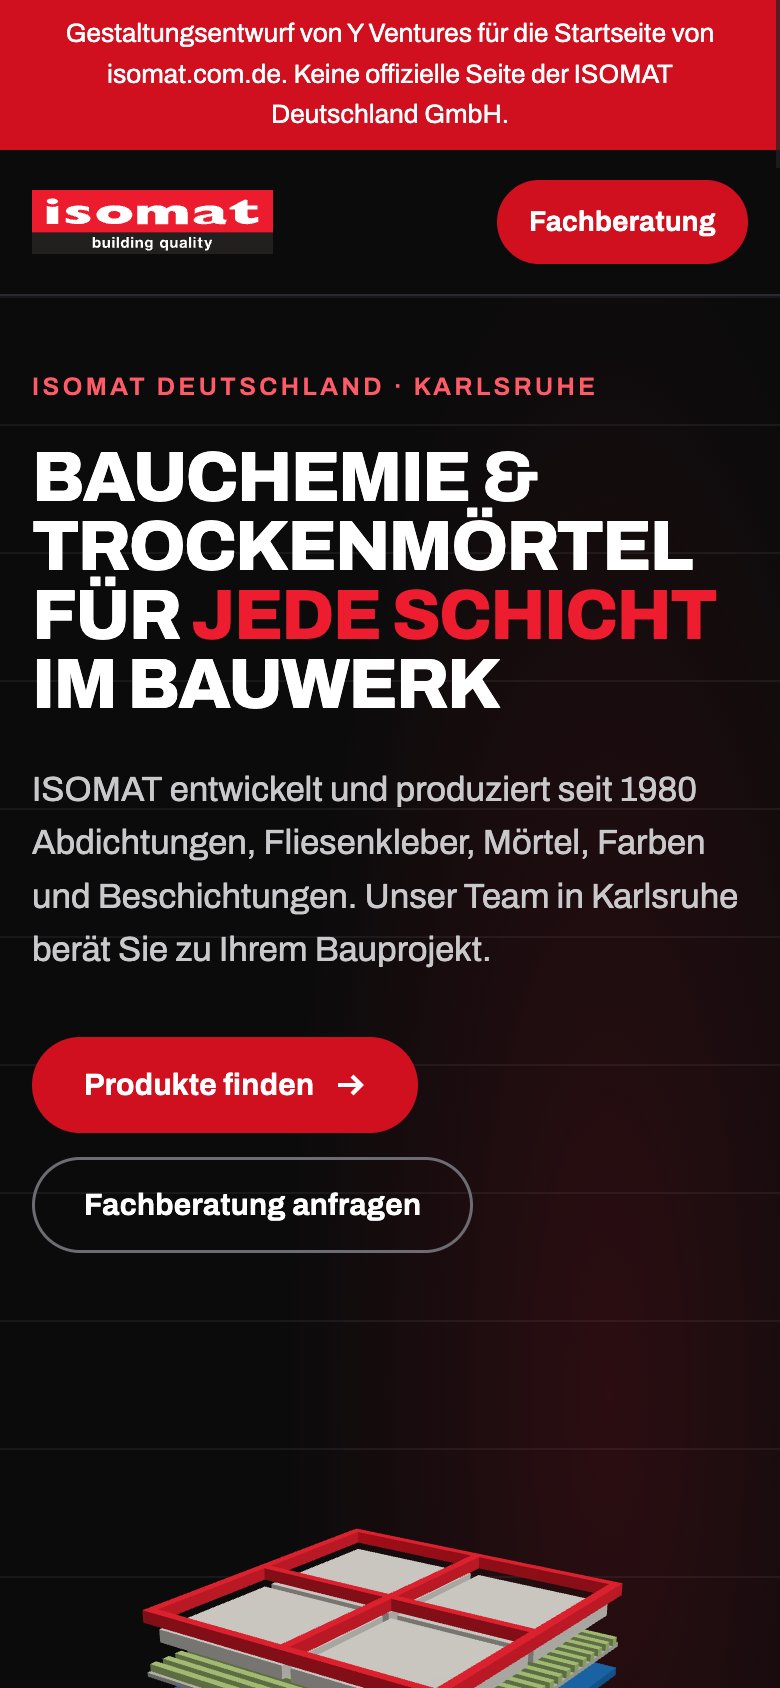 Gestaltungsentwurf von Y Ventures für die Startseite von
isomat.com.de. Keine offizielle Seite der ISOMAT
Deutschland GmbH.
isomat
building quality
Fachberatung
ISOMAT DEUTSCHLAND · KARLSRUHE
BAUCHEMIE &
TROCKENMÖRTEL
FÜR JEDE SCHICHT
IM BAUWERK
ISOMAT entwickelt und produziert seit 1980
Abdichtungen, Fliesenkleber, Mörtel, Farben
und Beschichtungen. Unser Team in Karlsruhe
berät Sie zu Ihrem Bauprojekt.
Produkte finden →
Fachberatung anfragen